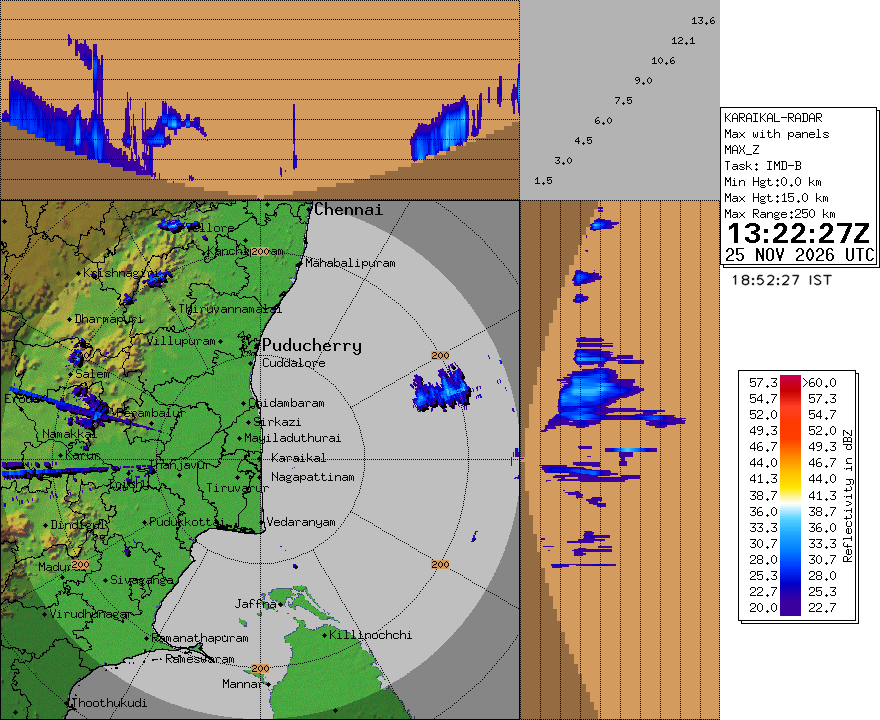 13.6
12.1
10.6
9.0
7.5
6.0
4.5
3.0
1.5
KARAIKAL-RADAR
Max with panels
MAX_Z
Task: IMD-B
Min Hgt:0.0 km
Max Hgt:15.0 km
Max Range:250 km
13:22:27Z
25 NOV 2026 UTC
18:52:27 IST
Chennai
200
Mahabalipuram
Krishnagiri
Thiruvannamalai
Dharmapuri
Villupuram
Puducherry
200
Cuddalore
Salem
Chidambaram
Perambalur
Sirkazi
Namakkal
Mayiladuthurai
Karur
Karaikal
Nagapattinam
Tiruvarur
Dindigul
Pudukkottai
Vedaranyam
200
200
Sivaganga
Jaffna
Virudhunagar
Killinochchi
Ramanathapuram
Rameswaram
200
Mannar
Thoothukudi
57.3 >60.0
54.7 57.3
52.0 54.7
49.3 52.0
46.7 49.3
44.0 46.7
41.3 44.0
38.7 41.3
36.0 38.7
33.3 36.0
30.7 33.3
28.0 30.7
25.3 28.0
22.7 25.3
20.0 22.7
Reflectivity in dBZ